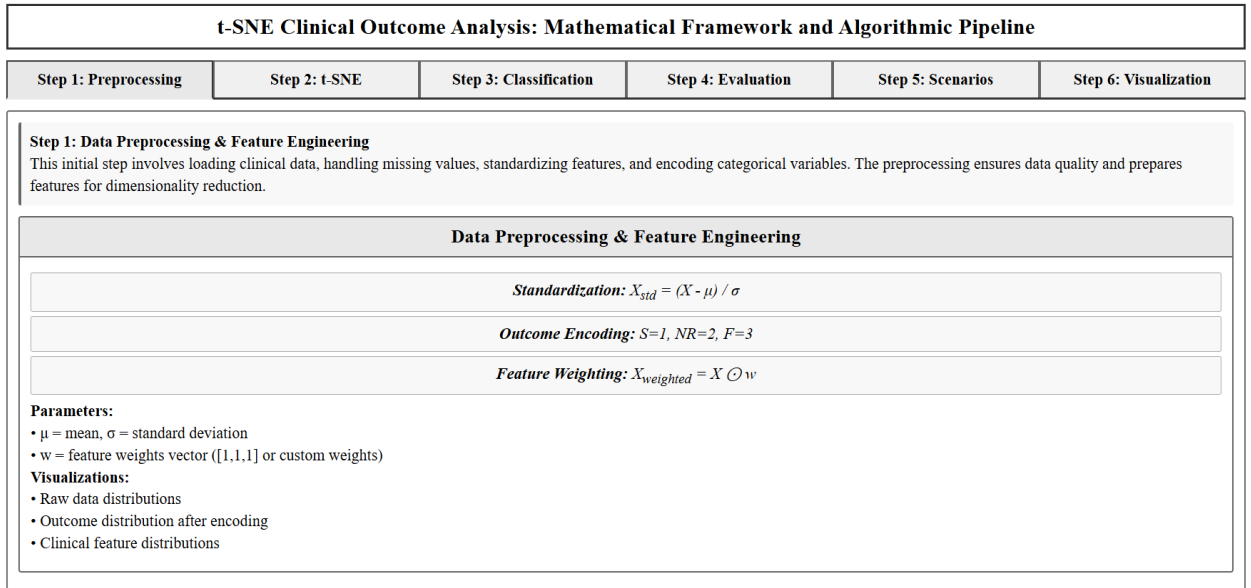 t-SNE Clinical Outcome Analysis: Mathematical Framework and Algorithmic Pipeline
Step 1: Preprocessing
Step 2: t-SNE
Step 3: Classification
Step 4: Evaluation
Step 5: Scenarios
Step 6: Visualization
Step 1: Data Preprocessing & Feature Engineering
This initial step involves loading clinical data, handling missing values, standardizing features, and encoding categorical variables. The preprocessing ensures data quality and prepares
features for dimensionality reduction.
Data Preprocessing & Feature Engineering
Standardization: X_std = (X - μ) / σ
Outcome Encoding: S=1, NR=2, F=3
Feature Weighting: X_weighted = X ⊙ w
Parameters:
• μ = mean, σ = standard deviation
• w = feature weights vector ([1,1,1] or custom weights)
Visualizations:
• Raw data distributions
• Outcome distribution after encoding
• Clinical feature distributions